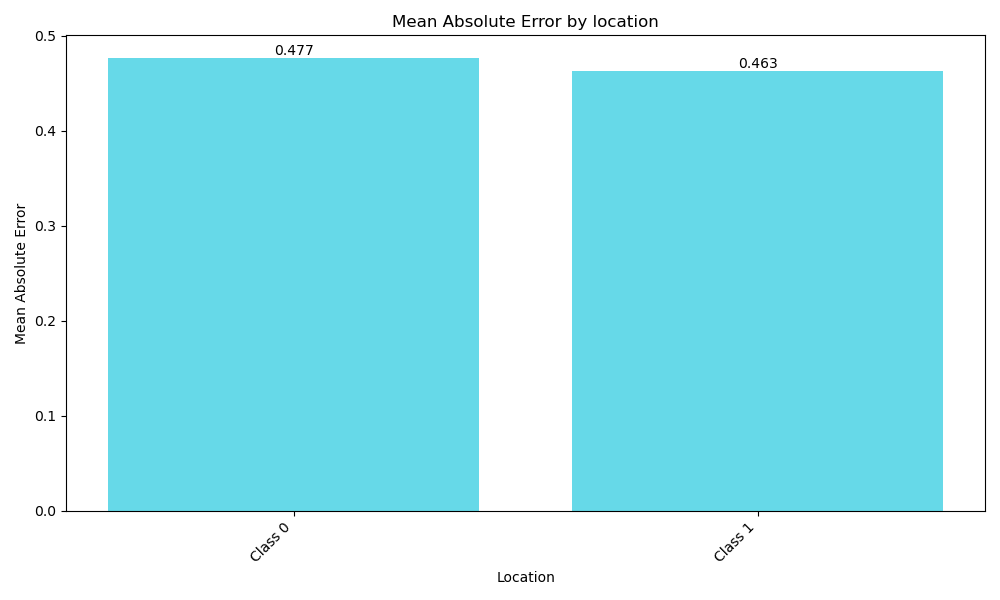 Mean Absolute Error by location
0.5
0.477
0.463
0.4
Mean Absolute Error
0.3
0.2
0.1
0.0
Class 0
Class 1
Location